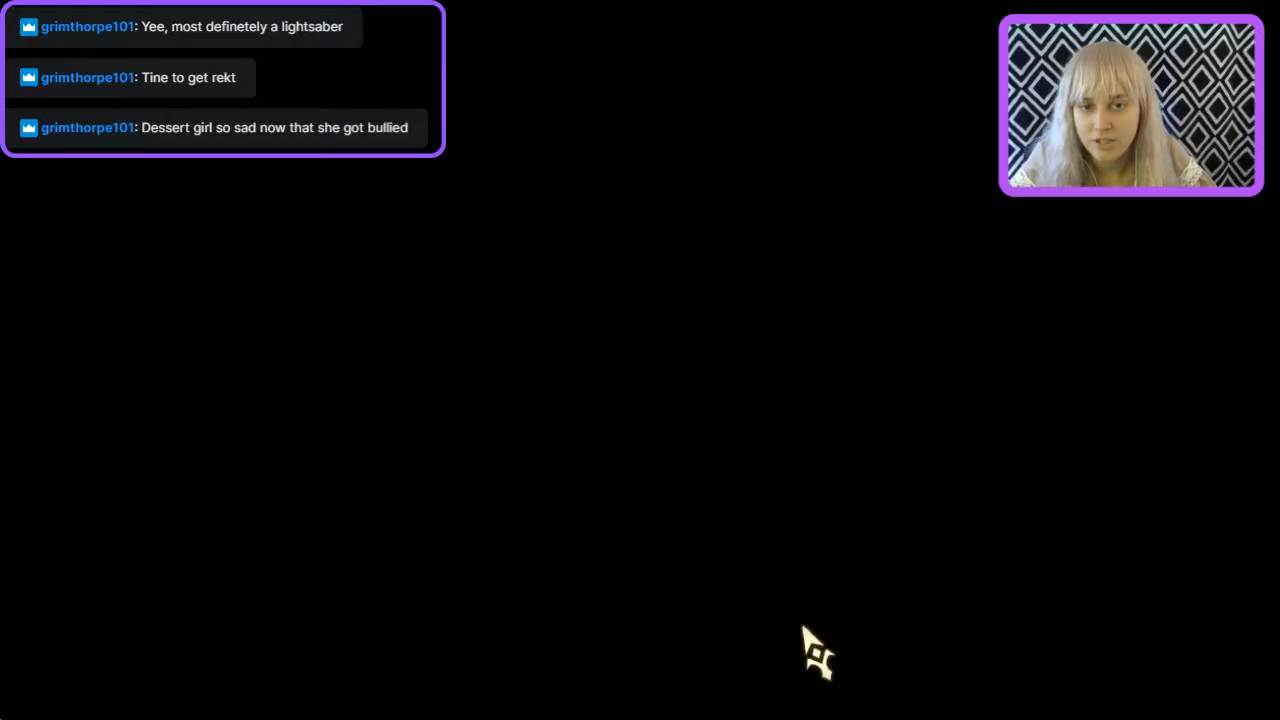 grimthorpe101: Yee, most definetely a lightsaber
grimthorpe101: Tine to get rekt
grimthorpe101: Dessert girl so sad now that she got bullied